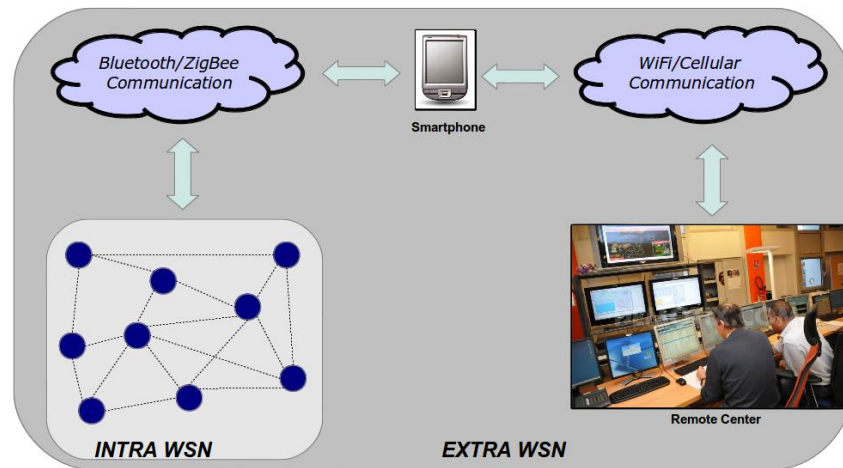 Bluetooth/ZigBee
Communication
Smartphone
WiFi/Cellular
Communication
INTRA WSN
EXTRA WSN
Remote Center